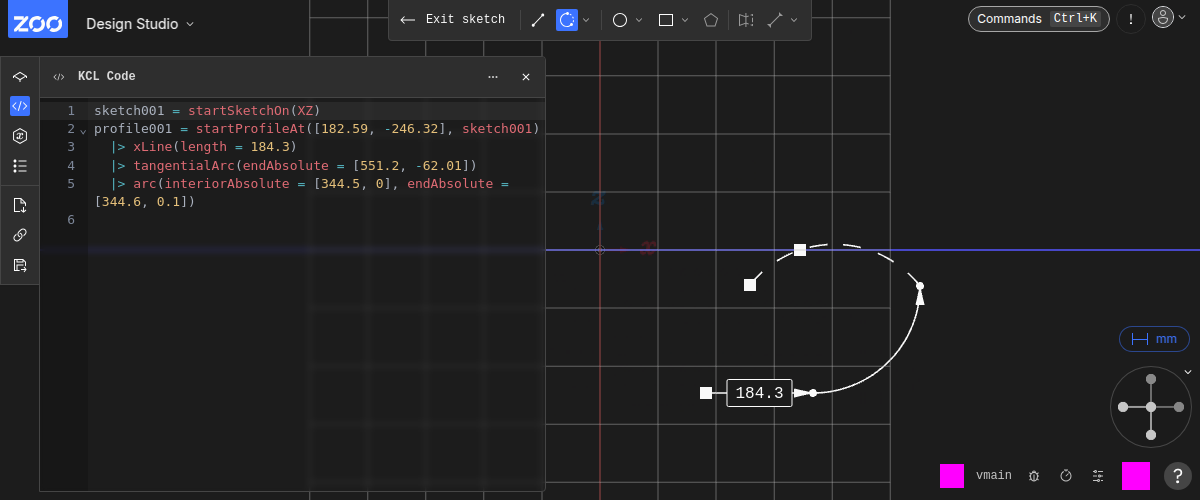 ZOO
Design Studio
Exit sketch
Commands Ctrl+K
!
KCL Code
1 sketch001 = startSketchOn(XZ)
2 profile001 = startProfileAt([182.59, -246.32], sketch001)
3 |> xLine(length = 184.3)
4 |> tangentialArc(endAbsolute = [551.2, -62.01])
5 |> arc(interiorAbsolute = [344.5, 0], endAbsolute =
[344.6, 0.1])
6
z
x
184.3
mm
vmain
?